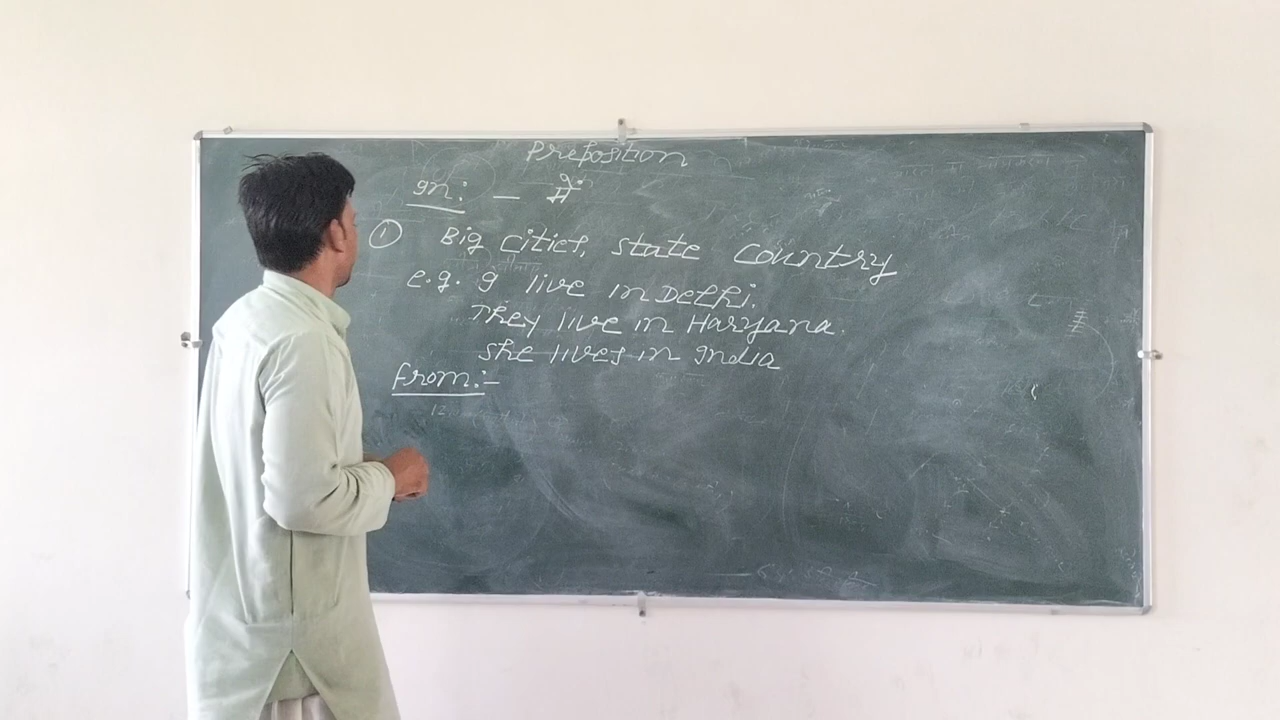 Preposition
In: — में
① Big cities, state country
e.g. I live in Delhi.
They live in Haryana.
She lives in India
From:-
12